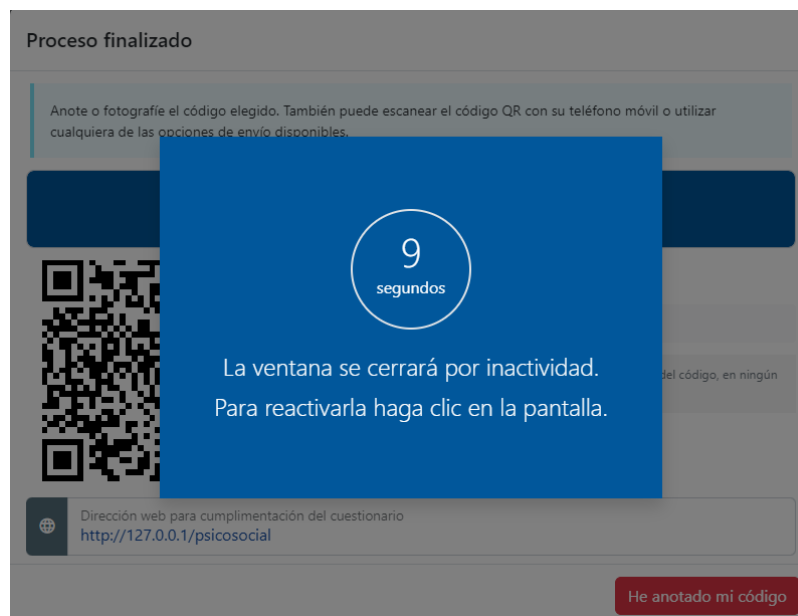 Proceso finalizado
Anote o fotografíe el código elegido. También puede escanear el código QR con su teléfono móvil o utilizar
cualquiera de las opciones de envío disponibles.
9
segundos
La ventana se cerrará por inactividad.
Para reactivarla haga clic en la pantalla.
del código, en ningún
Dirección web para cumplimentación del cuestionario
http://127.0.0.1/psicosocial
He anotado mi código